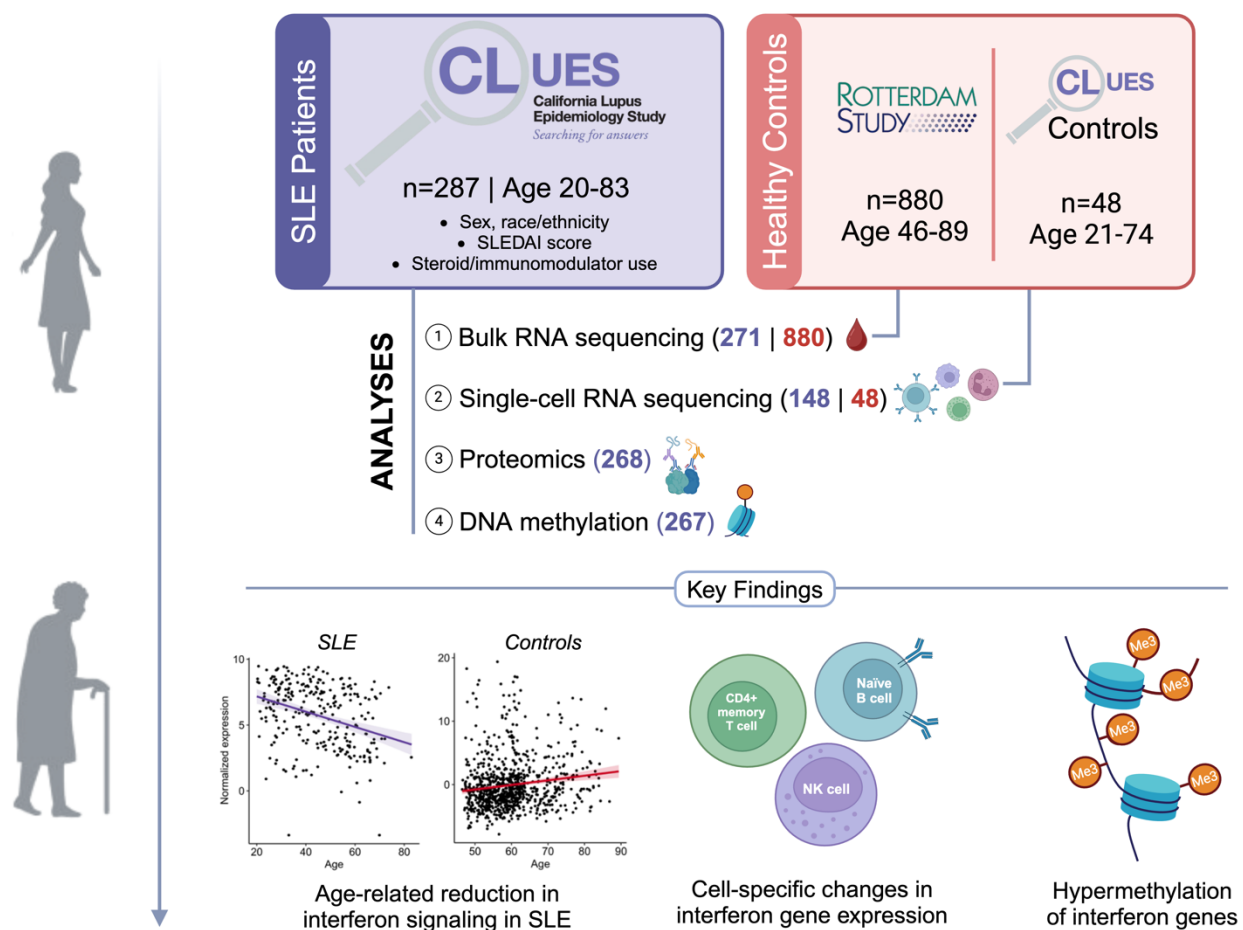 SLE Patients
CLUES
California Lupus
Epidemiology Study
Searching for answers
n=287 | Age 20-83
• Sex, race/ethnicity
• SLEDAI score
• Steroid/immunomodulator use
Healthy Controls
ROTTERDAM
STUDY
n=880
Age 46-89
CLUES
Controls
n=48
Age 21-74
ANALYSES
1 Bulk RNA sequencing (271 | 880)
2 Single-cell RNA sequencing (148 | 48)
3 Proteomics (268)
4 DNA methylation (267)
Key Findings
SLE
Normalized expression
10
5
0
20 40 60 80
Age
Controls
20
10
0
50 60 70 80 90
Age
Age-related reduction in
interferon signaling in SLE
CD4+
memory
T cell
Naïve
B cell
NK cell
Cell-specific changes in
interferon gene expression
Me3
Me3
Me3
Me3
Me3
Hypermethylation
of interferon genes